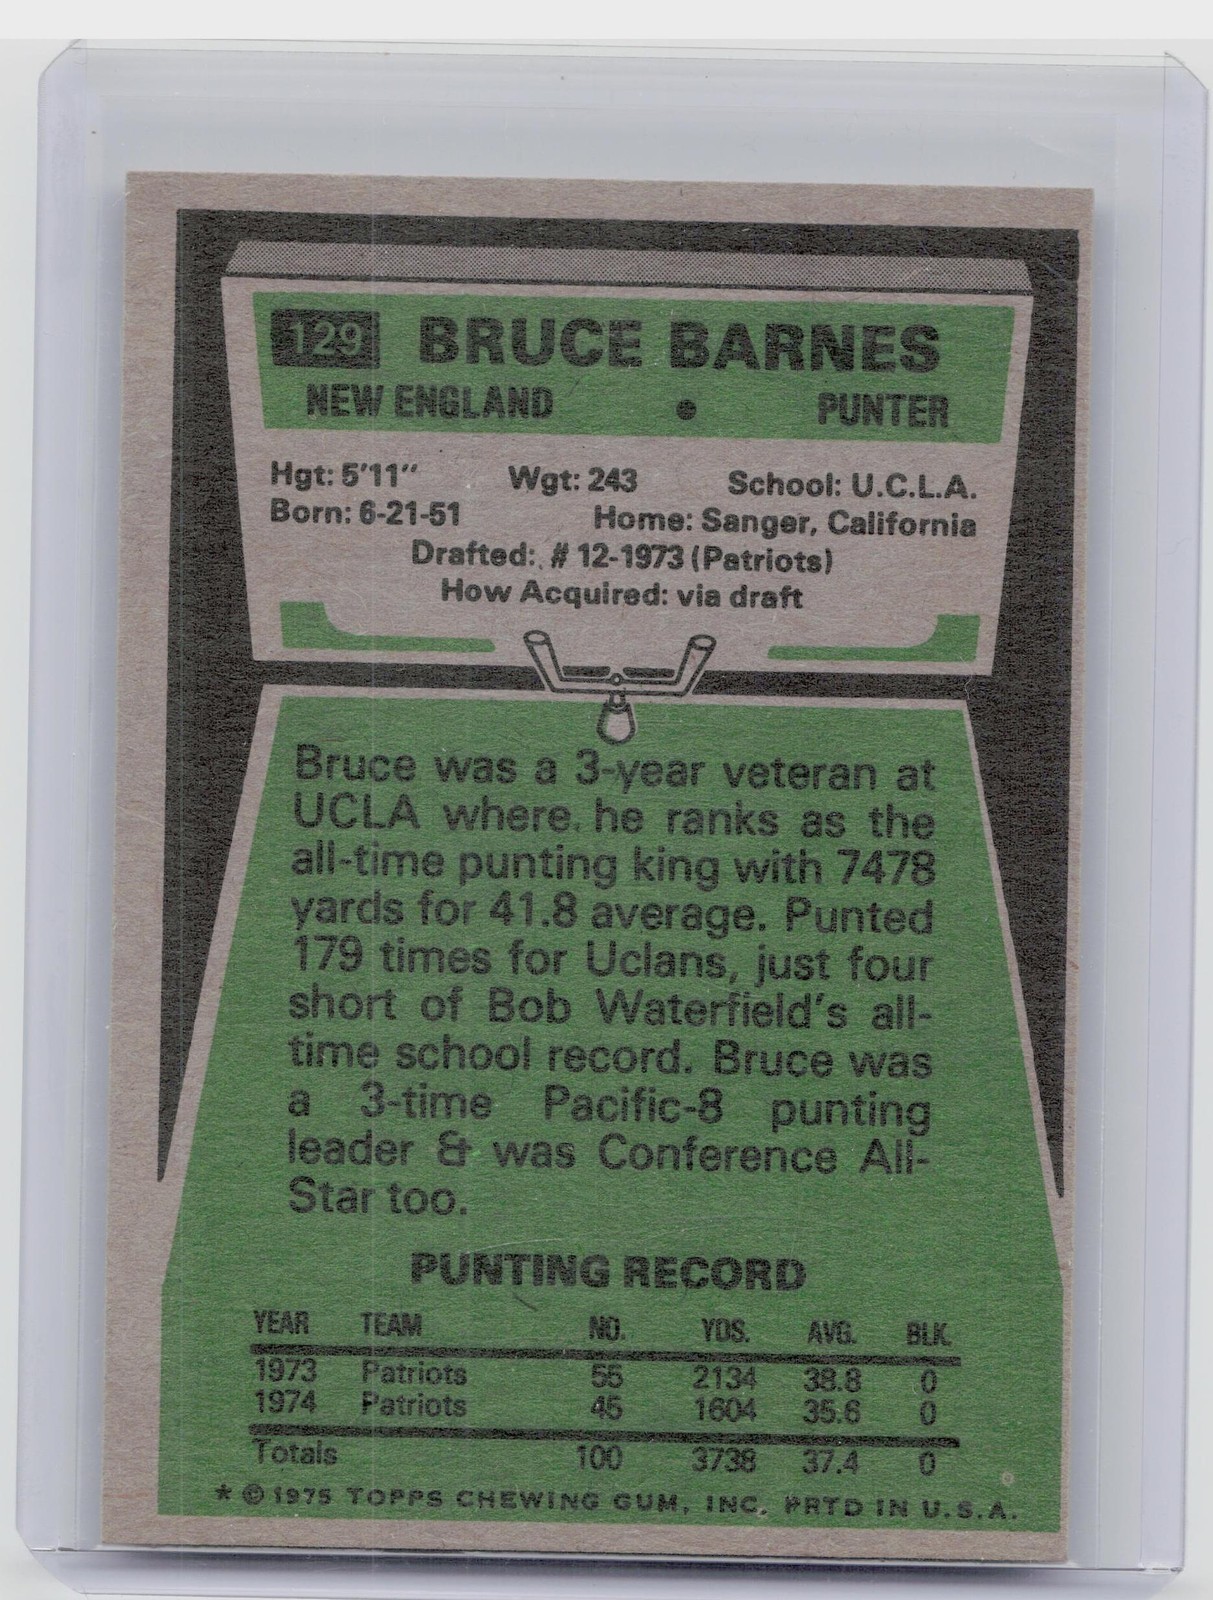 129 BRUCE BARNES
NEW ENGLAND • PUNTER
Hgt: 5'11" Wgt: 243 School: U.C.L.A.
Born: 6-21-51 Home: Sanger, California
Drafted: # 12-1973 (Patriots)
How Acquired: via draft
Bruce was a 3-year veteran at
UCLA where he ranks as the
all-time punting king with 7478
yards for 41.8 average. Punted
179 times for Uclans, just four
short of Bob Waterfield's all-
time school record. Bruce was
a 3-time Pacific-8 punting
leader & was Conference All-
Star too.
PUNTING RECORD
YEAR TEAM NO. YDS. AVG. BLK.
1973 Patriots 55 2134 38.8 0
1974 Patriots 45 1604 35.6 0
Totals 100 3738 37.4 0
* © 1975 TOPPS CHEWING GUM, INC. PRTD IN U.S.A.